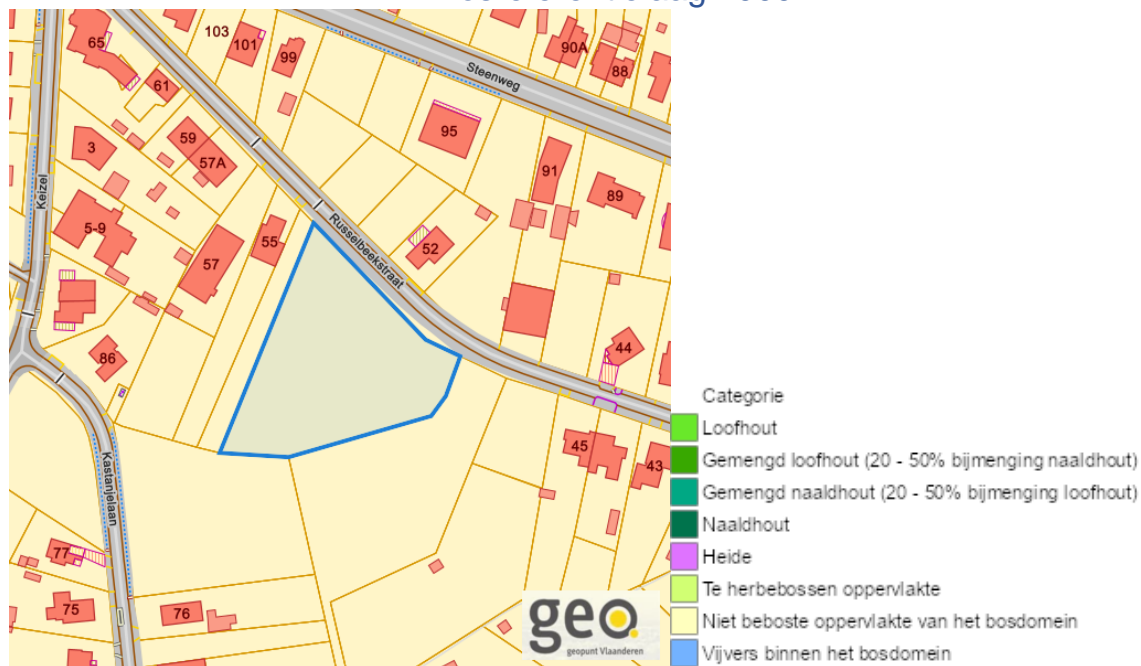 65
103
101
99
90A
88
61
Steenweg
95
59
57A
3
91
89
Keizel
5-9
55
57
Russelbeekstraat
52
44
86
Kastanjelaan
45
43
77
75
76
geo
geopunt Vlaanderen
Categorie
Loofhout
Gemengd loofhout (20 - 50% bijmenging naaldhout)
Gemengd naaldhout (20 - 50% bijmenging loofhout)
Naaldhout
Heide
Te herbebossen oppervlakte
Niet beboste oppervlakte van het bosdomein
Vijvers binnen het bosdomein